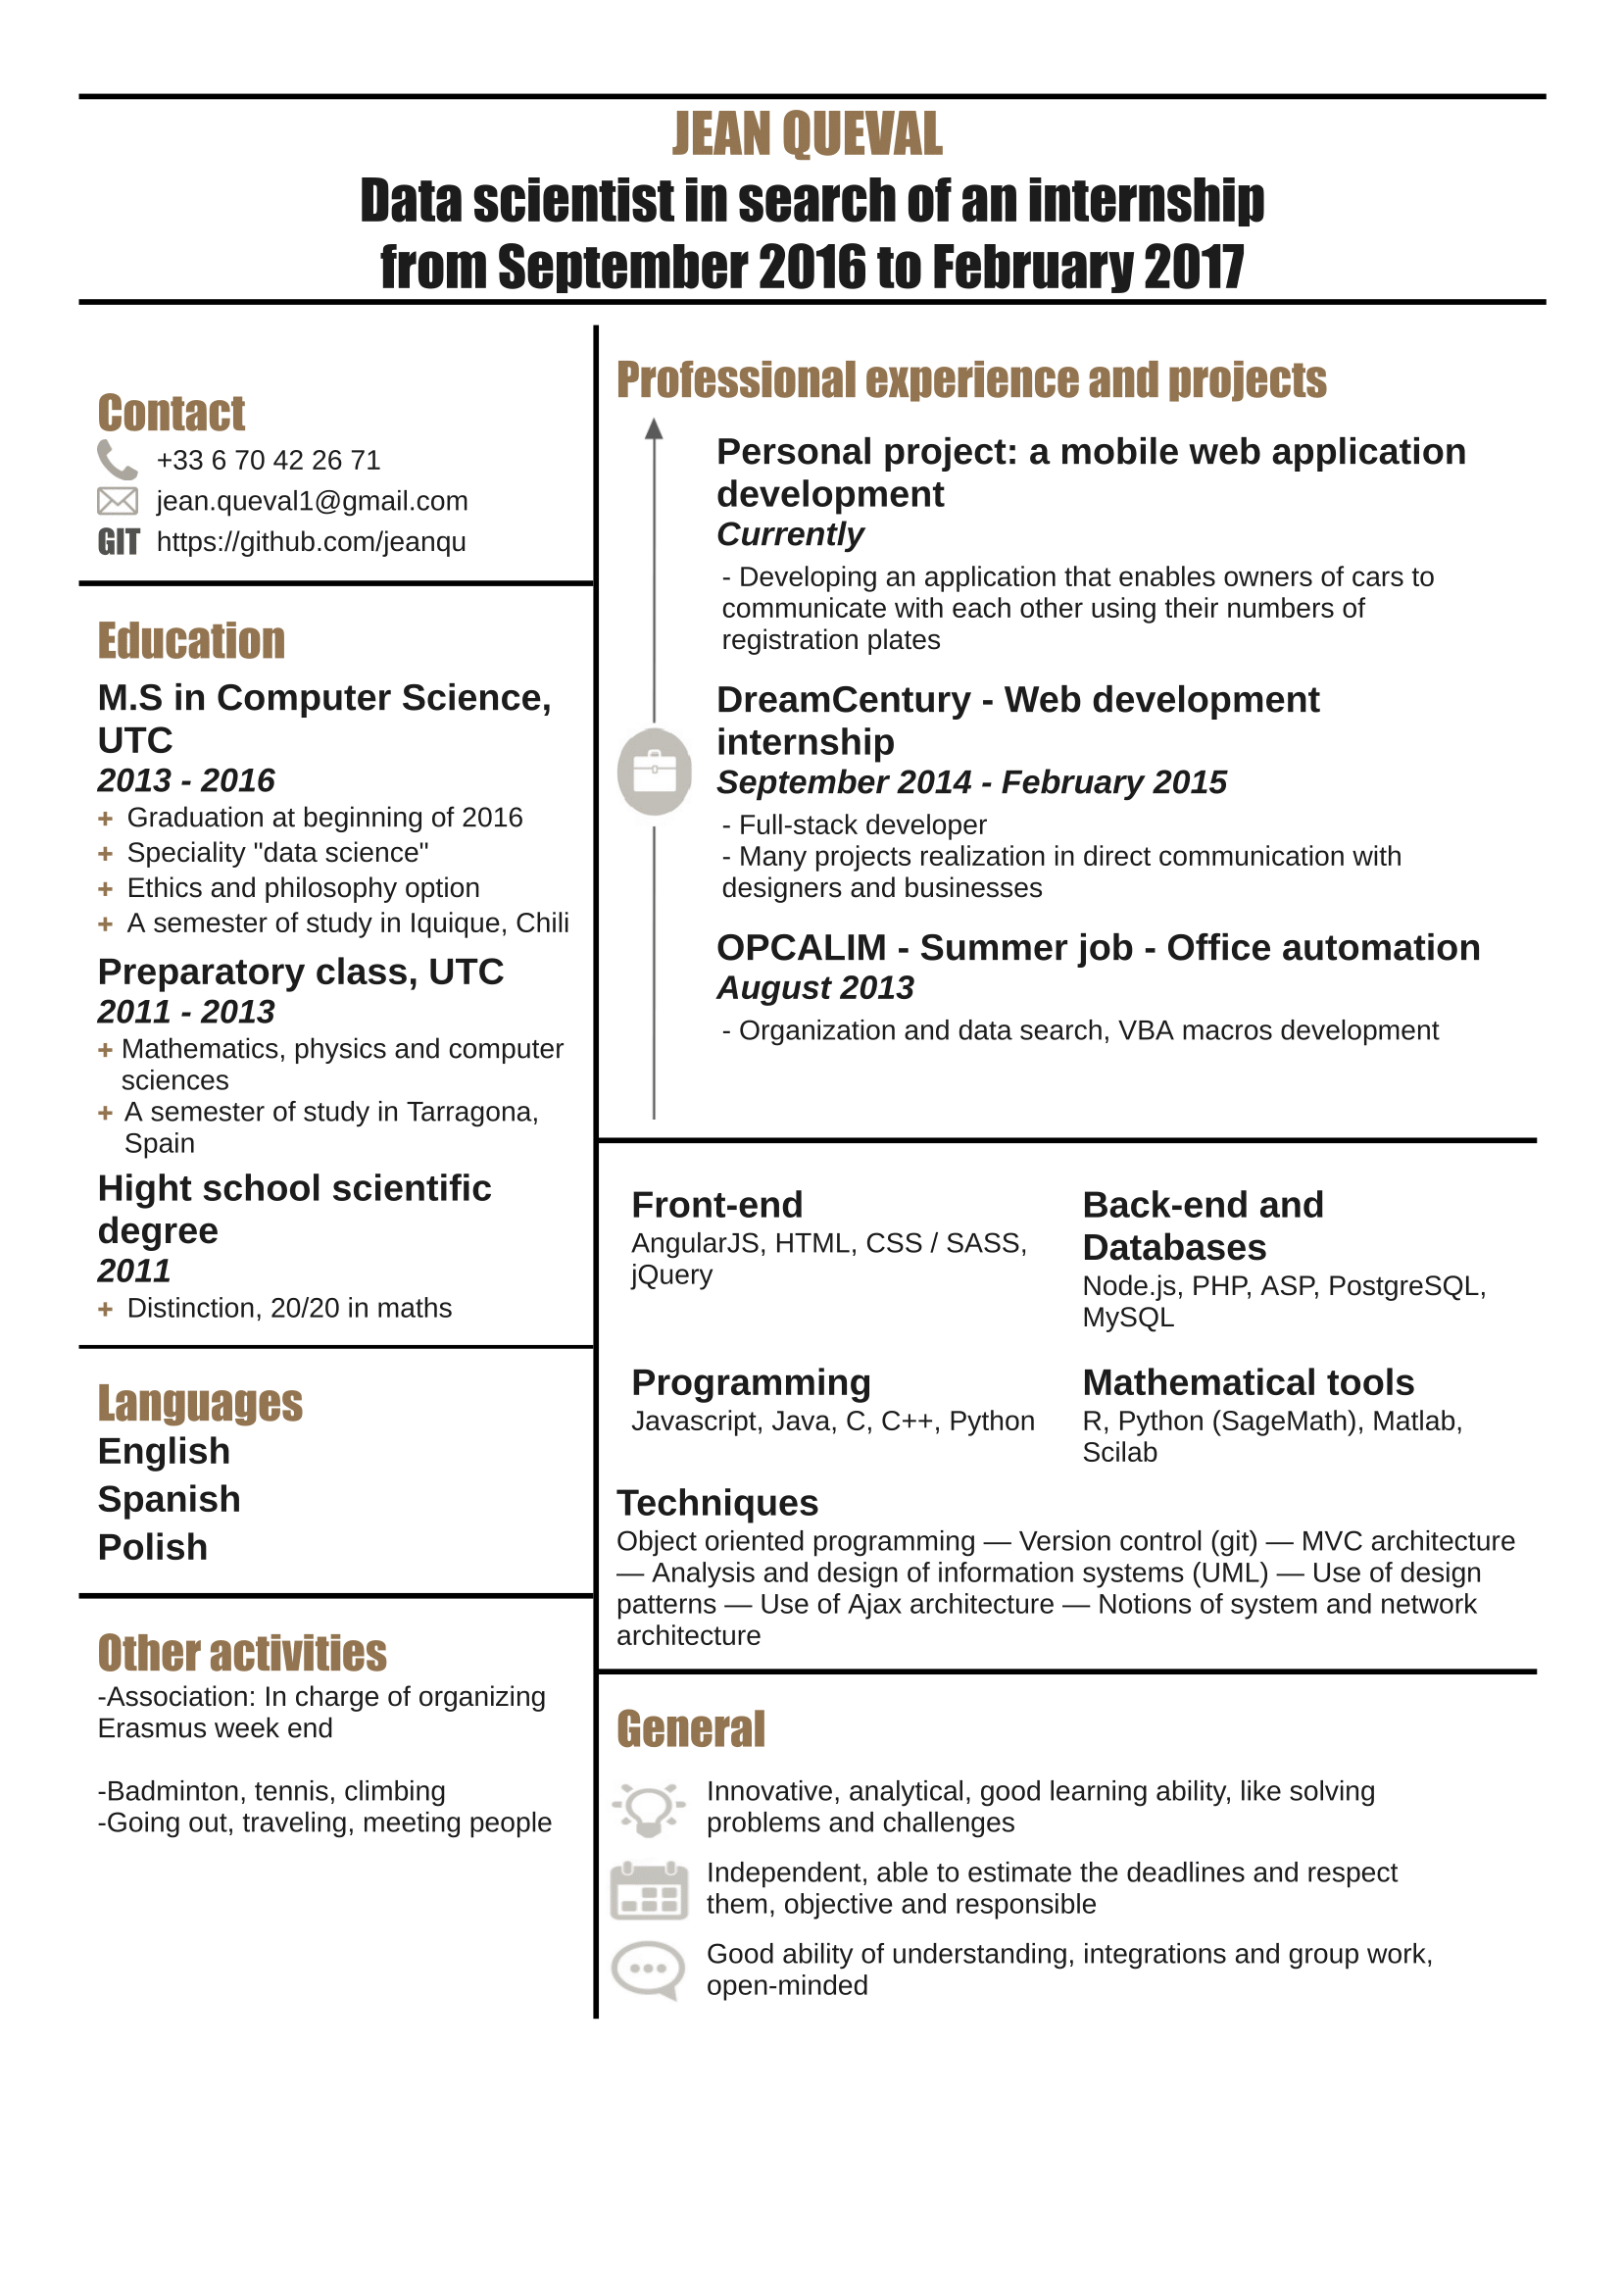 JEAN QUEVAL
Data scientist in search of an internship
from September 2016 to February 2017
Contact
+33 6 70 42 26 71
jean.queval1@gmail.com
GIT https://github.com/jeanqu
Education
M.S in Computer Science,
UTC
2013 - 2016
+ Graduation at beginning of 2016
+ Speciality "data science"
+ Ethics and philosophy option
+ A semester of study in Iquique, Chili
Preparatory class, UTC
2011 - 2013
+ Mathematics, physics and computer
sciences
+ A semester of study in Tarragona,
Spain
Hight school scientific
degree
2011
+ Distinction, 20/20 in maths
Languages
English
Spanish
Polish
Other activities
-Association: In charge of organizing
Erasmus week end
-Badminton, tennis, climbing
-Going out, traveling, meeting people
Professional experience and projects
Personal project: a mobile web application
development
Currently
- Developing an application that enables owners of cars to
communicate with each other using their numbers of
registration plates
DreamCentury - Web development
internship
September 2014 - February 2015
- Full-stack developer
- Many projects realization in direct communication with
designers and businesses
OPCALIM - Summer job - Office automation
August 2013
- Organization and data search, VBA macros development
Front-end
AngularJS, HTML, CSS / SASS,
jQuery
Back-end and
Databases
Node.js, PHP, ASP, PostgreSQL,
MySQL
Programming
Javascript, Java, C, C++, Python
Mathematical tools
R, Python (SageMath), Matlab,
Scilab
Techniques
Object oriented programming — Version control (git) — MVC architecture
— Analysis and design of information systems (UML) — Use of design
patterns — Use of Ajax architecture — Notions of system and network
architecture
General
Innovative, analytical, good learning ability, like solving
problems and challenges
Independent, able to estimate the deadlines and respect
them, objective and responsible
Good ability of understanding, integrations and group work,
open-minded